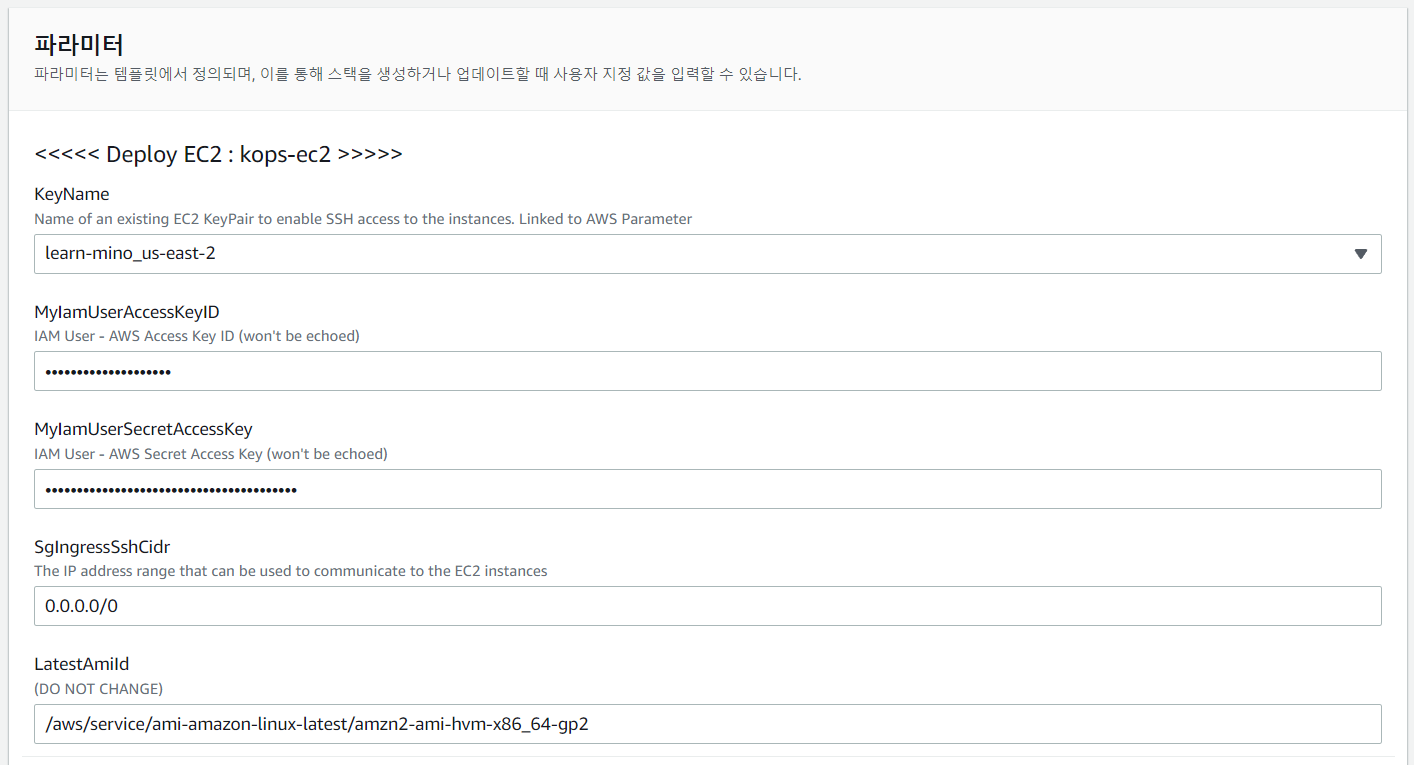 파라미터
파라미터는 템플릿에서 정의되며, 이를 통해 스택을 생성하거나 업데이트할 때 사용자 지정 값을 입력할 수 있습니다.
<<<<< Deploy EC2 : kops-ec2 >>>>>
KeyName
Name of an existing EC2 KeyPair to enable SSH access to the instances. Linked to AWS Parameter
learn-mino_us-east-2
MyIamUserAccessKeyID
IAM User - AWS Access Key ID (won't be echoed)
••••••••••••••••••••
MyIamUserSecretAccessKey
IAM User - AWS Secret Access Key (won't be echoed)
••••••••••••••••••••••••••••••••••••••••
SgIngressSshCidr
The IP address range that can be used to communicate to the EC2 instances
0.0.0.0/0
LatestAmiId
(DO NOT CHANGE)
/aws/service/ami-amazon-linux-latest/amzn2-ami-hvm-x86_64-gp2